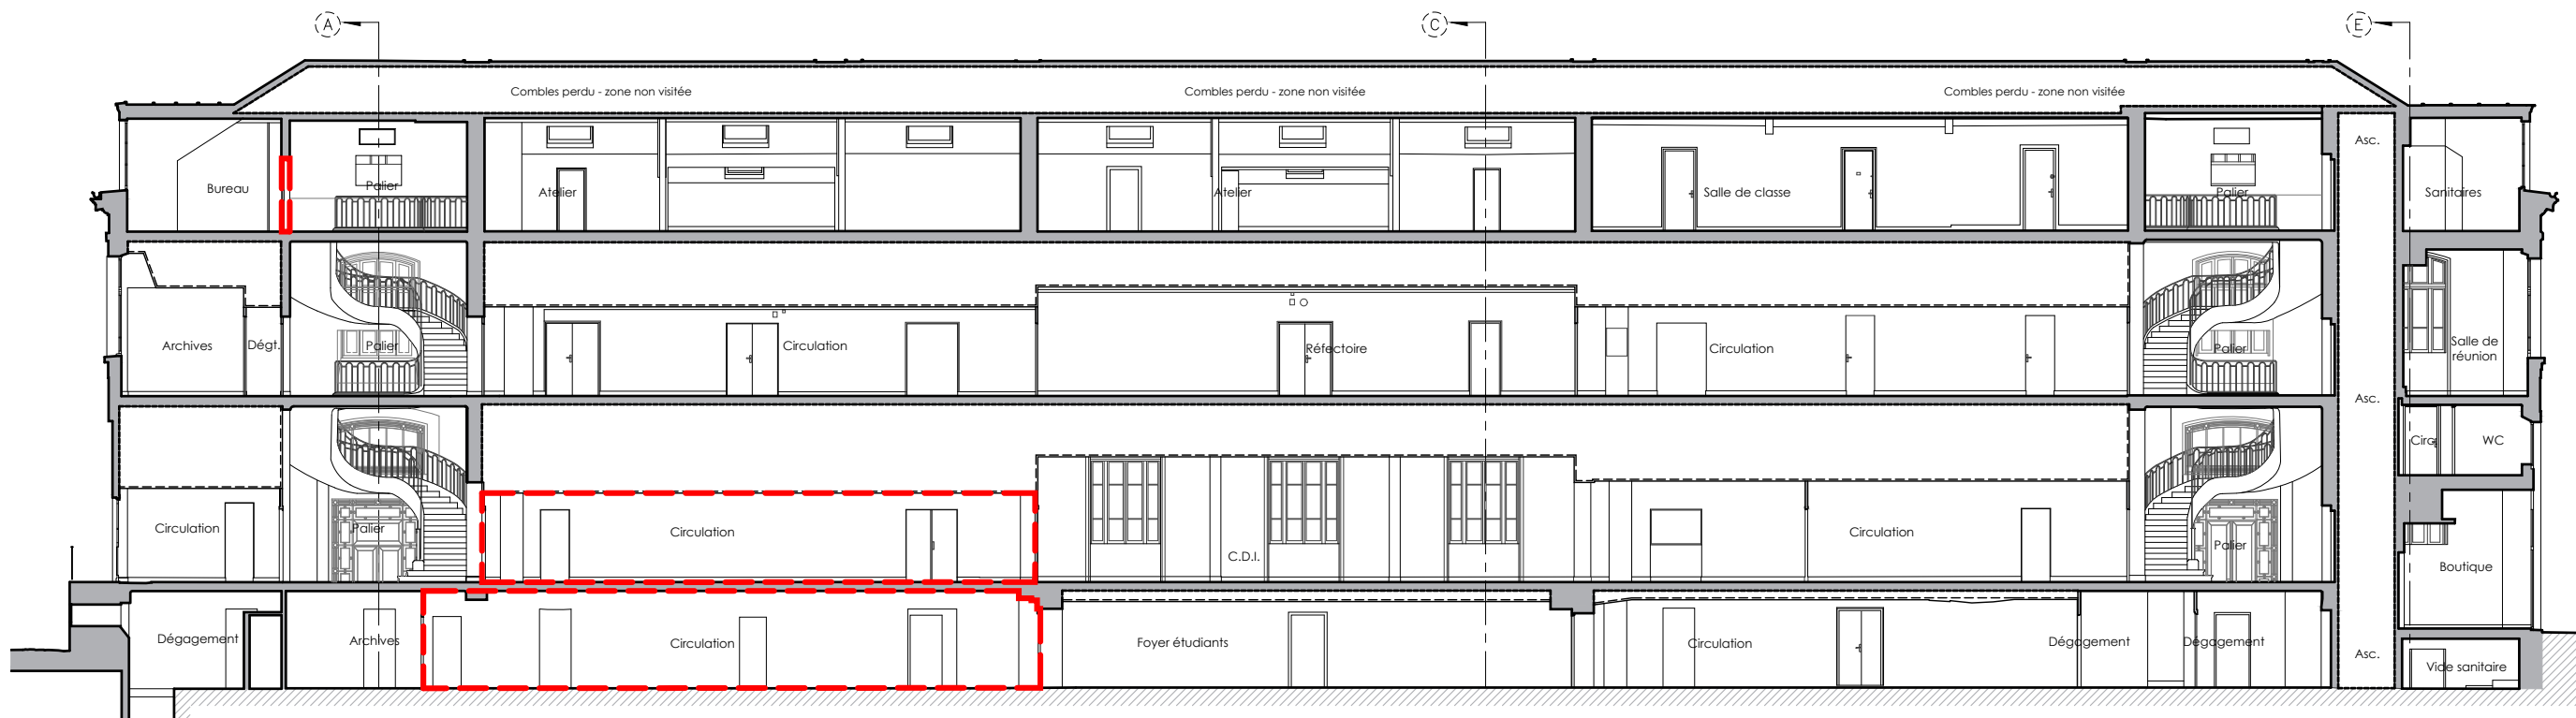 A
C
E
Combles perdu - zone non visitée
Combles perdu - zone non visitée
Combles perdu - zone non visitée
Asc.
Bureau
Palier
Atelier
Atelier
Salle de classe
Palier
Sanitaires
Archives
Dégt.
Palier
Circulation
Réfectoire
Circulation
Palier
Salle de
réunion
Asc.
Circulation
Palier
Circulation
C.D.I.
Circulation
Palier
Circ
WC
Boutique
Dégagement
Archives
Circulation
Foyer étudiants
Circulation
Dégagement
Dégagement
Asc.
Vide sanitaire